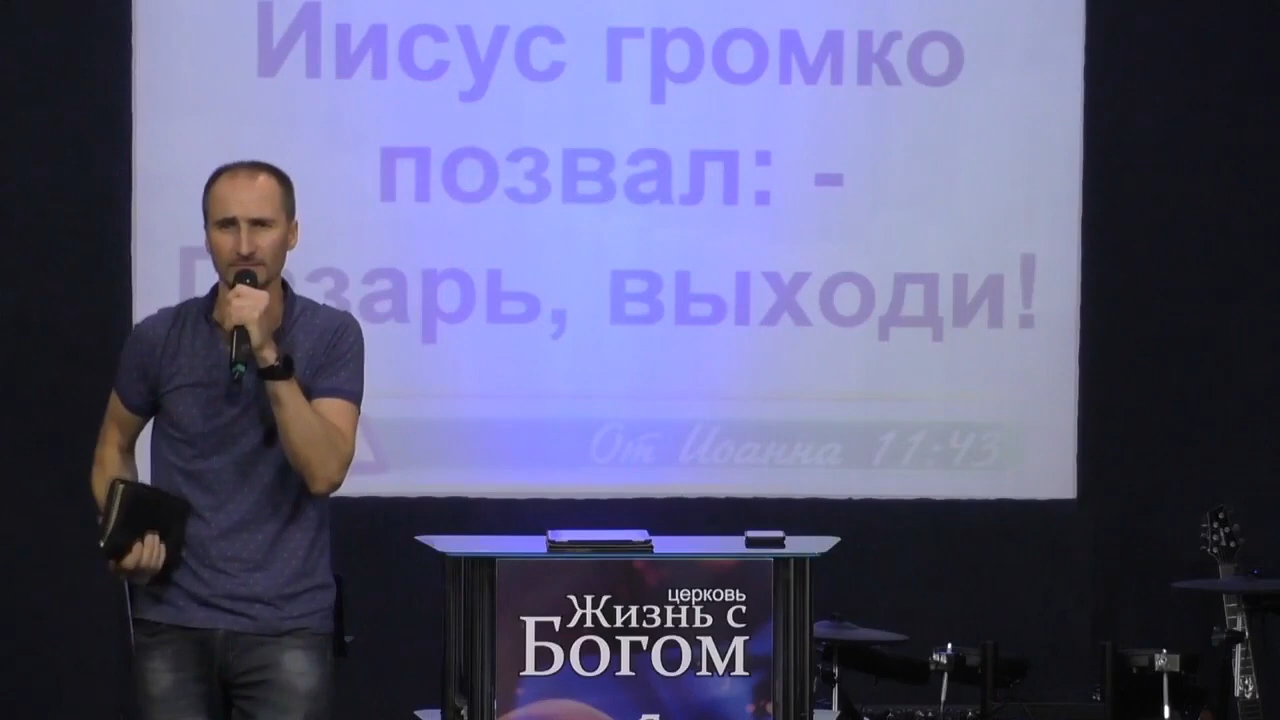 Иисус громко
позвал: -
выходи!
От Иоанна 11:43
церковь
Жизнь с
Богом